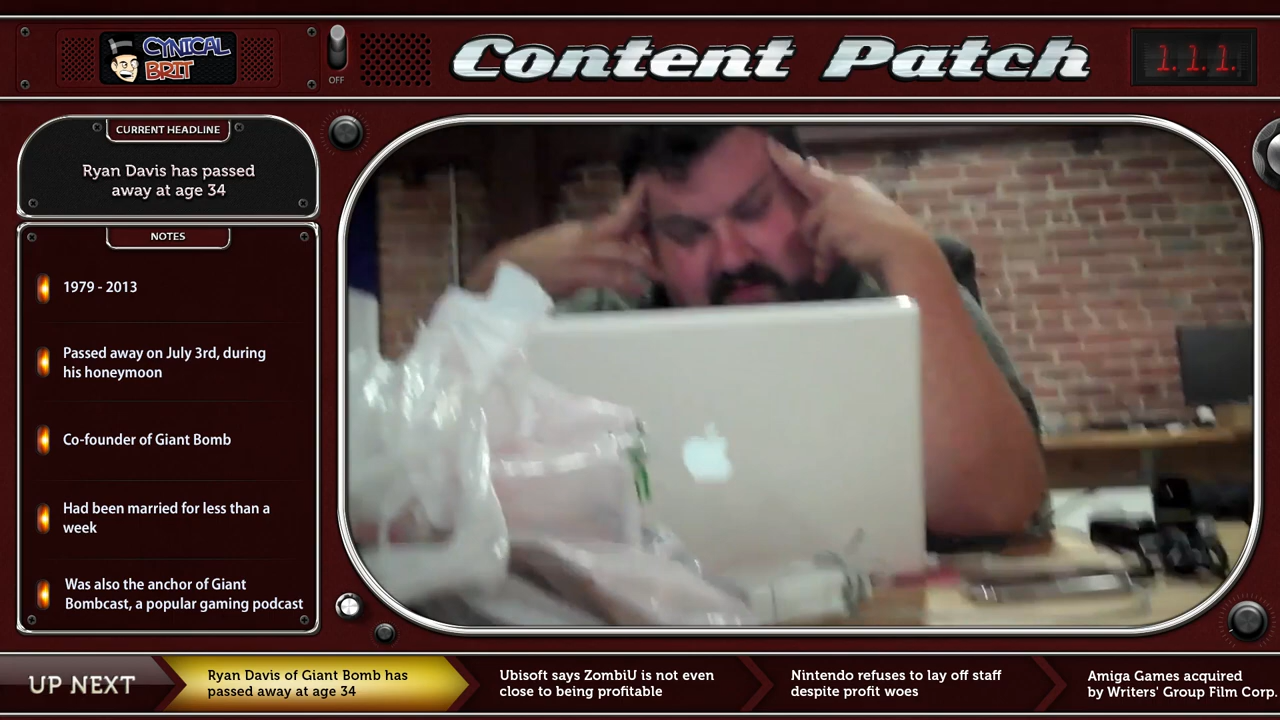 CYNICAL
BRIT
OFF
Content Patch
1. 1. 1.
CURRENT HEADLINE
Ryan Davis has passed
away at age 34
NOTES
1979 - 2013
Passed away on July 3rd, during
his honeymoon
Co-founder of Giant Bomb
Had been married for less than a
week
Was also the anchor of Giant
Bombcast, a popular gaming podcast
UP NEXT
Ryan Davis of Giant Bomb has
passed away at age 34
Ubisoft says ZombiU is not even
close to being profitable
Nintendo refuses to lay off staff
despite profit woes
Amiga Games acquired
by Writers' Group Film Corp.